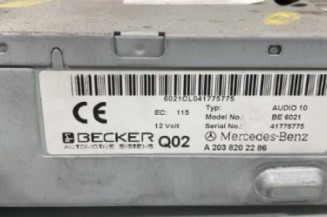 6021CL041775775
EC: 115 Typ: AUDIO 10
Model No.: BE 6021
12 Volt Serial No.: 41775775
BECKER Q02 Mercedes-Benz
AUTOMOTIVE SYSTEMS A 203 820 22 86
CE